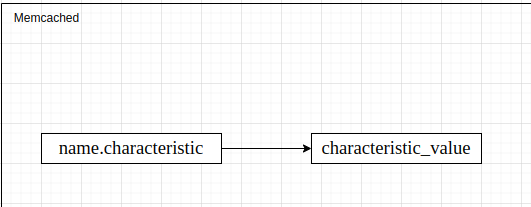 Memcached
name.characteristic
characteristic_value